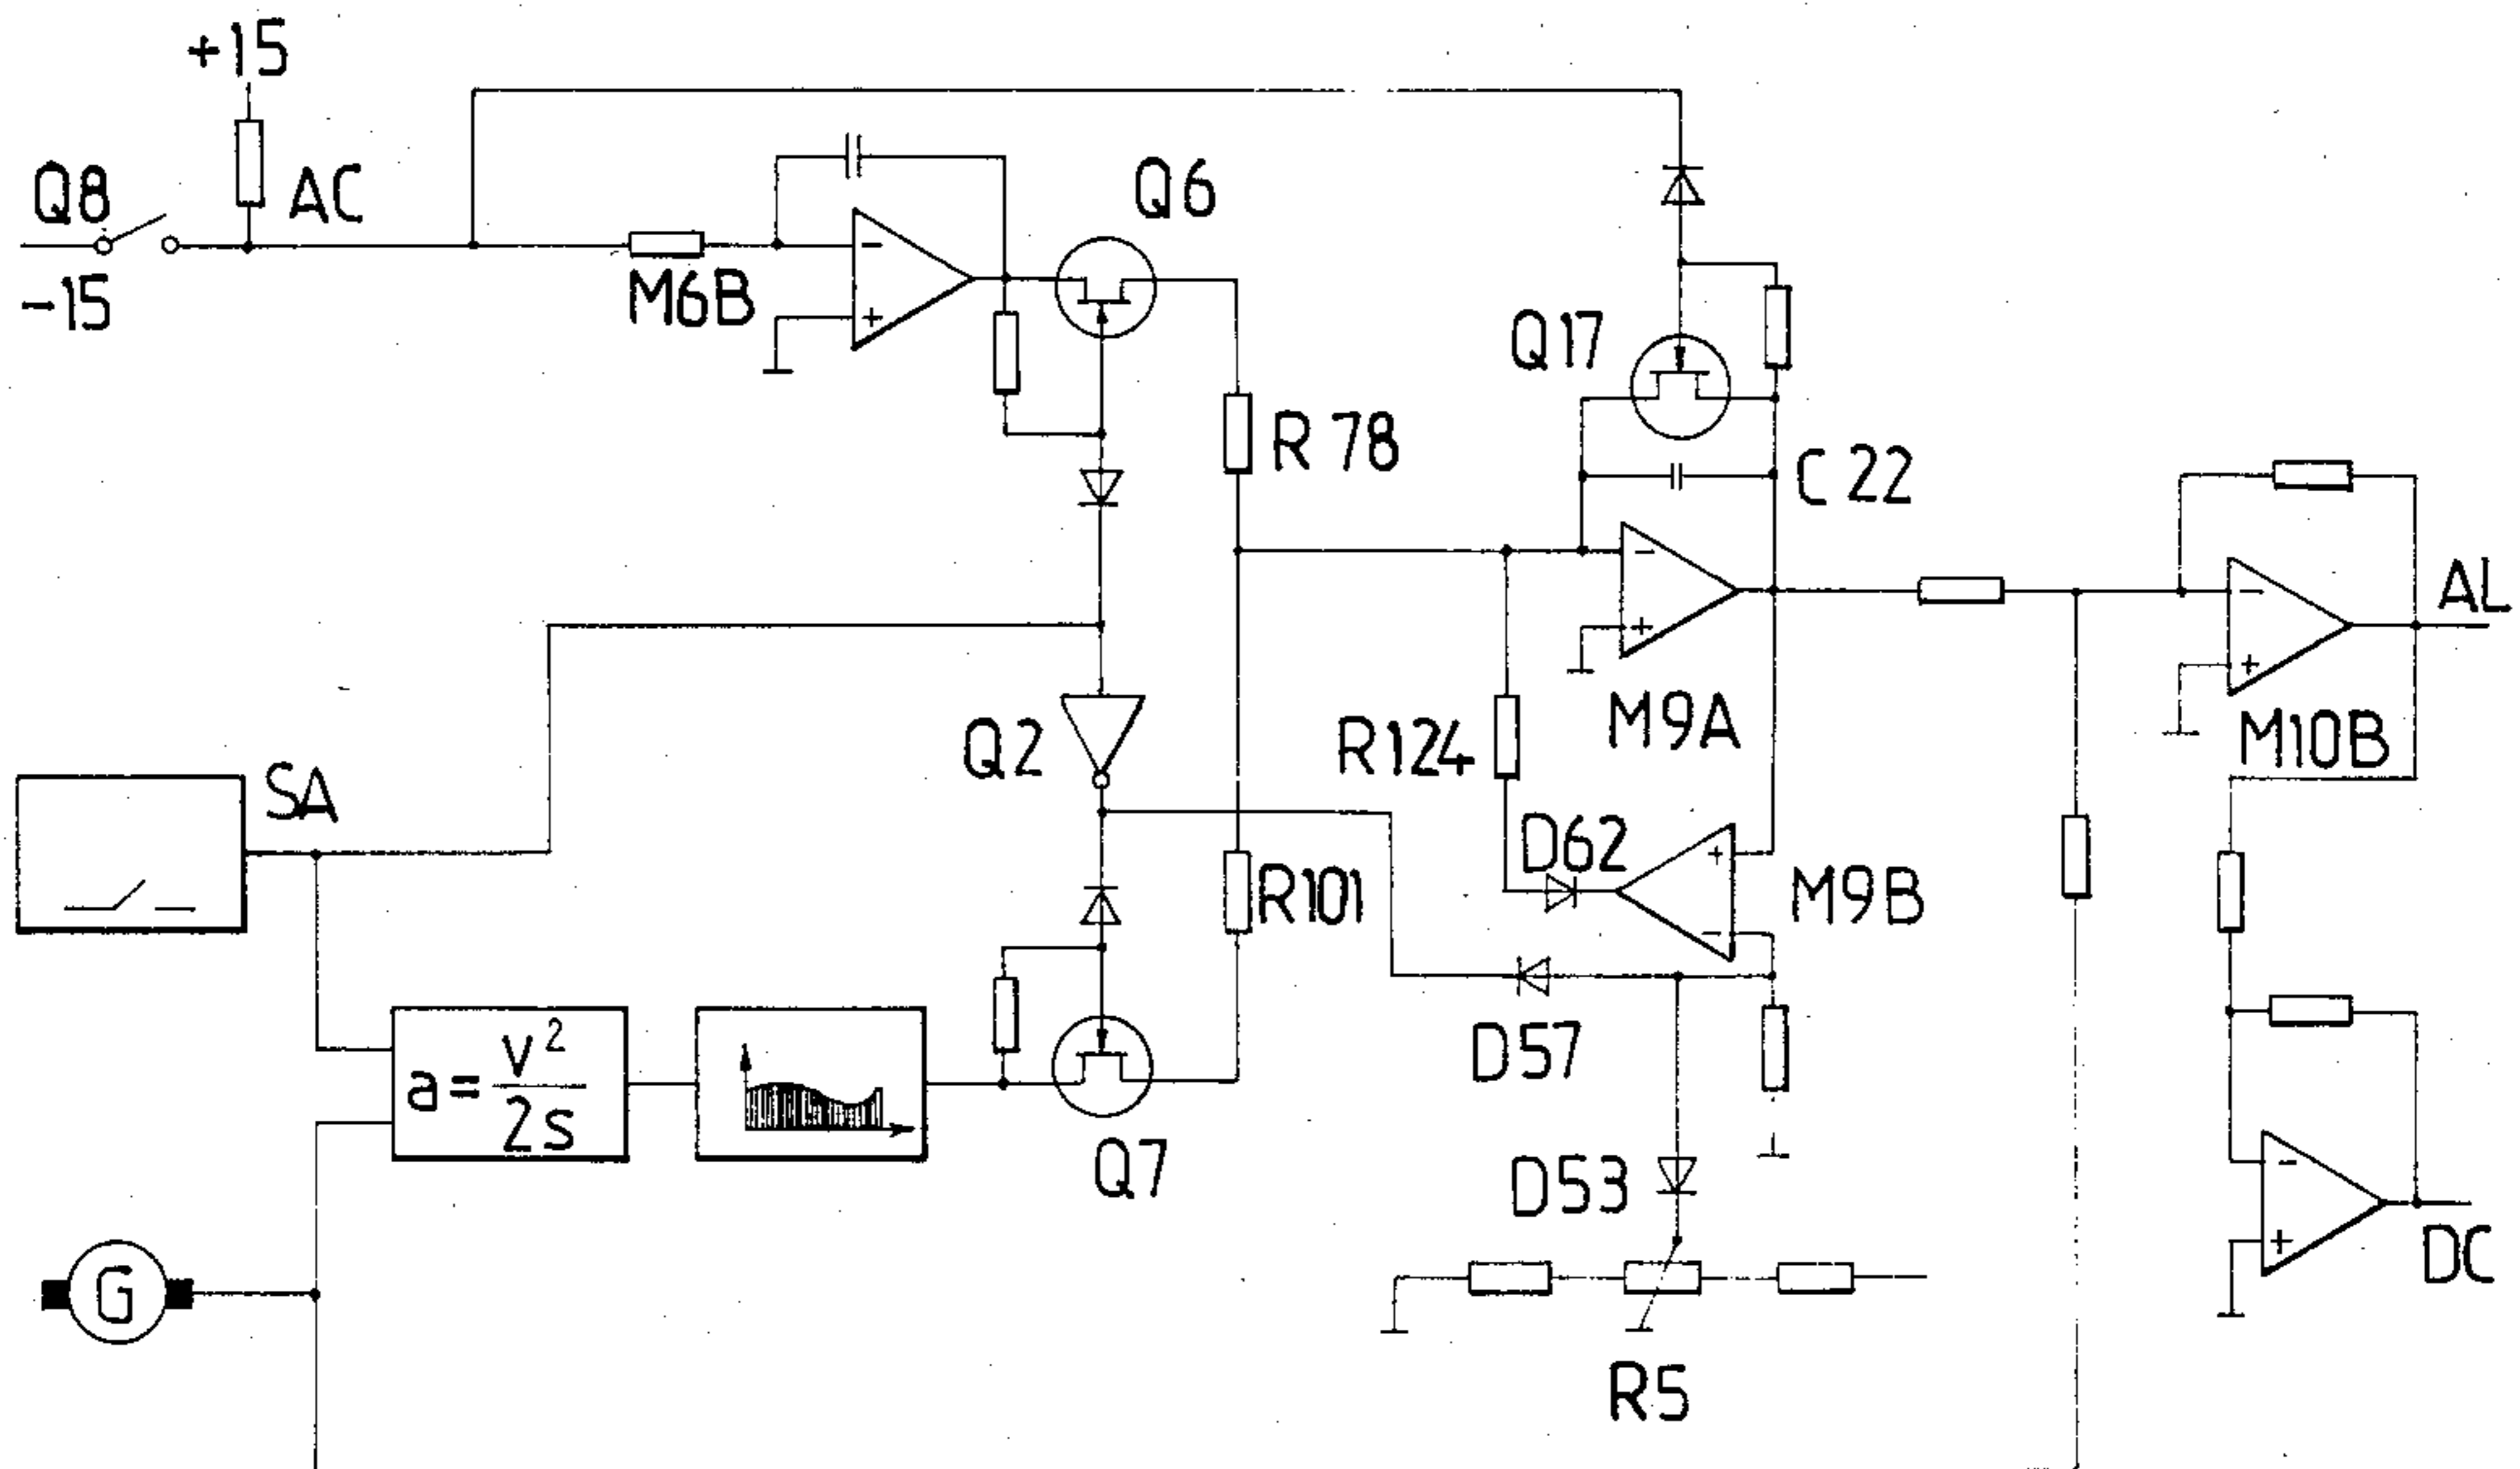 +15
Q8
AC
-15
M6B
Q6
R 78
Q17
C 22
AL
M9A
M10B
Q2
R124
SA
D62
M9B
R101
D57
a = v² / 2s
Q7
D53
G
DC
R5